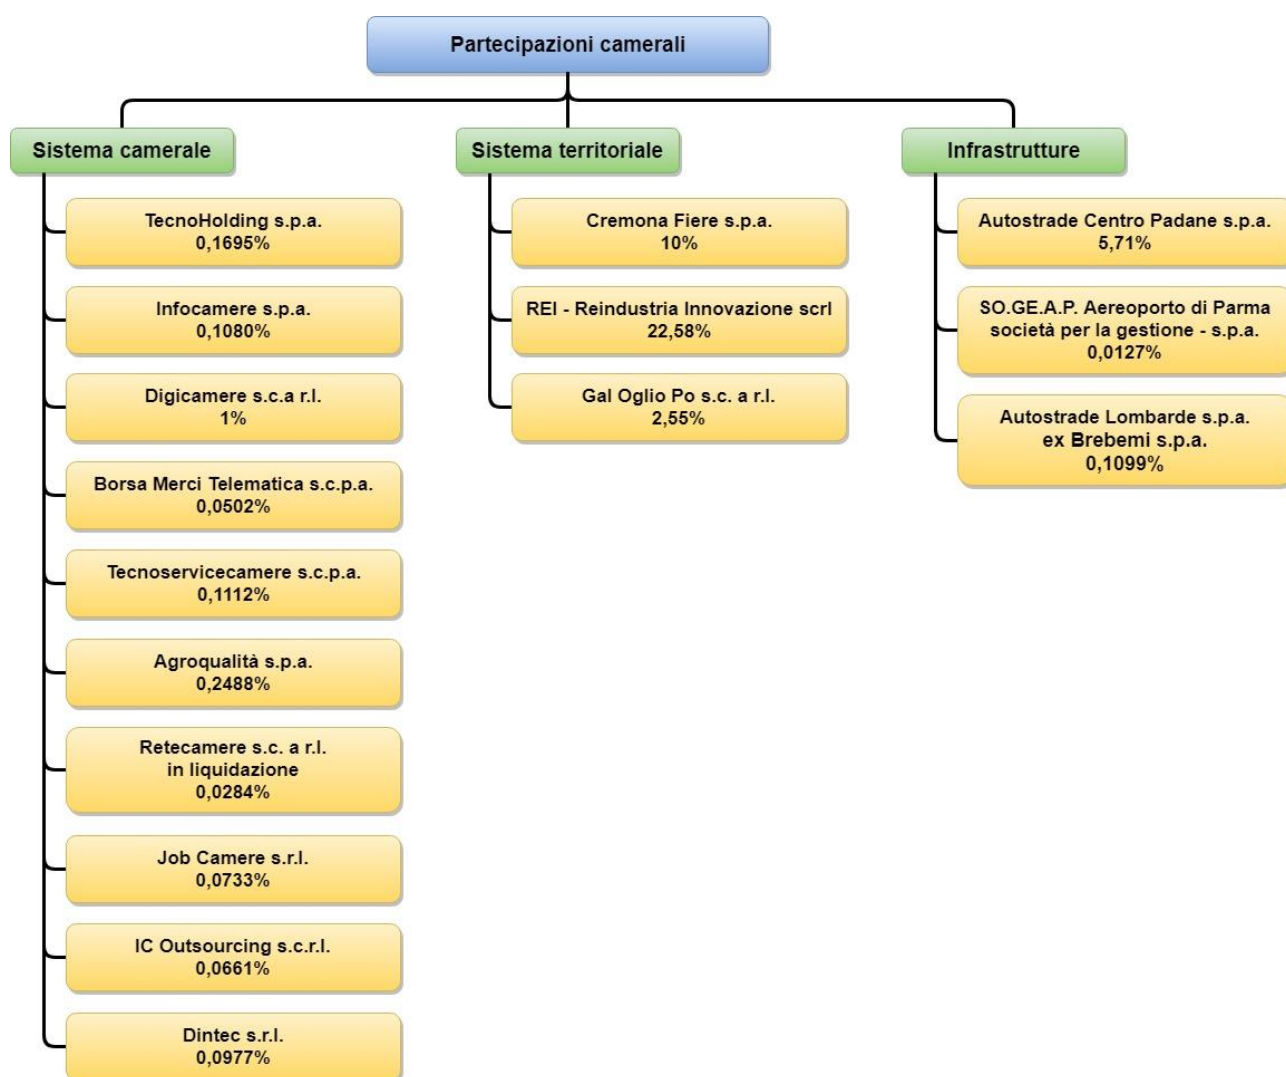 Partecipazioni camerali
Sistema camerale
TecnoHolding s.p.a.
0,1695%
Infocamere s.p.a.
0,1080%
Digicamere s.c.a r.l.
1%
Borsa Merci Telematica s.c.p.a.
0,0502%
Tecnoservicecamere s.c.p.a.
0,1112%
Agroqualità s.p.a.
0,2488%
Retecamere s.c. a r.l.
in liquidazione
0,0284%
Job Camere s.r.l.
0,0733%
IC Outsourcing s.c.r.l.
0,0661%
Dintec s.r.l.
0,0977%
Sistema territoriale
Cremona Fiere s.p.a.
10%
REI - Reindustria Innovazione scrl
22,58%
Gal Oglio Po s.c. a r.l.
2,55%
Infrastrutture
Autostrade Centro Padane s.p.a.
5,71%
SO.GE.A.P. Aereoporto di Parma
società per la gestione - s.p.a.
0,0127%
Autostrade Lombarde s.p.a.
ex Brebemi s.p.a.
0,1099%